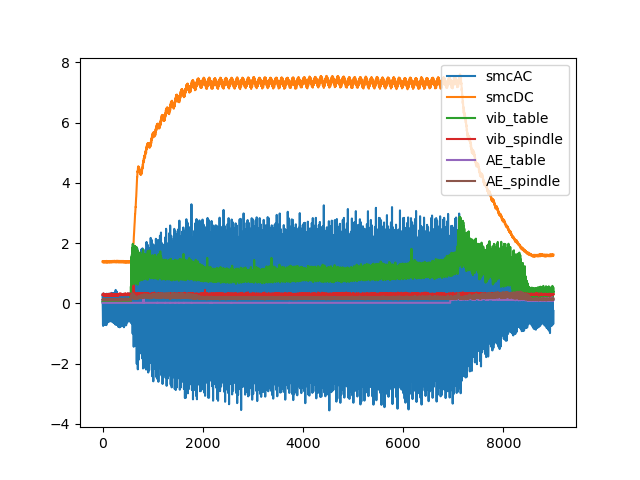 8
6
4
2
0
−2
−4
0
2000
4000
6000
8000
smcAC
smcDC
vib_table
vib_spindle
AE_table
AE_spindle